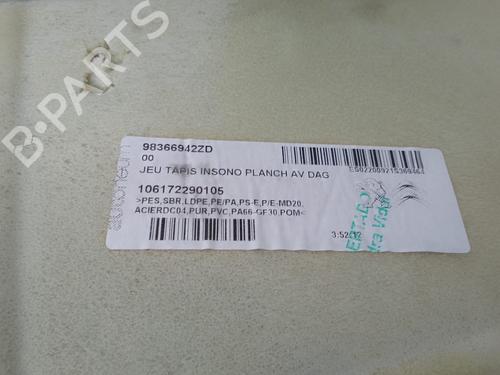 autoneum
98366942ZD
00
JEU TAPIS INSONO PLANCH AV DAG
106172290105
>PES,SBR,LDPE,PE/PA,PS-E,P/E-MD20,
ACIERDC04,PUR,PVC,PA66-GF30,POM<
B-PARTS